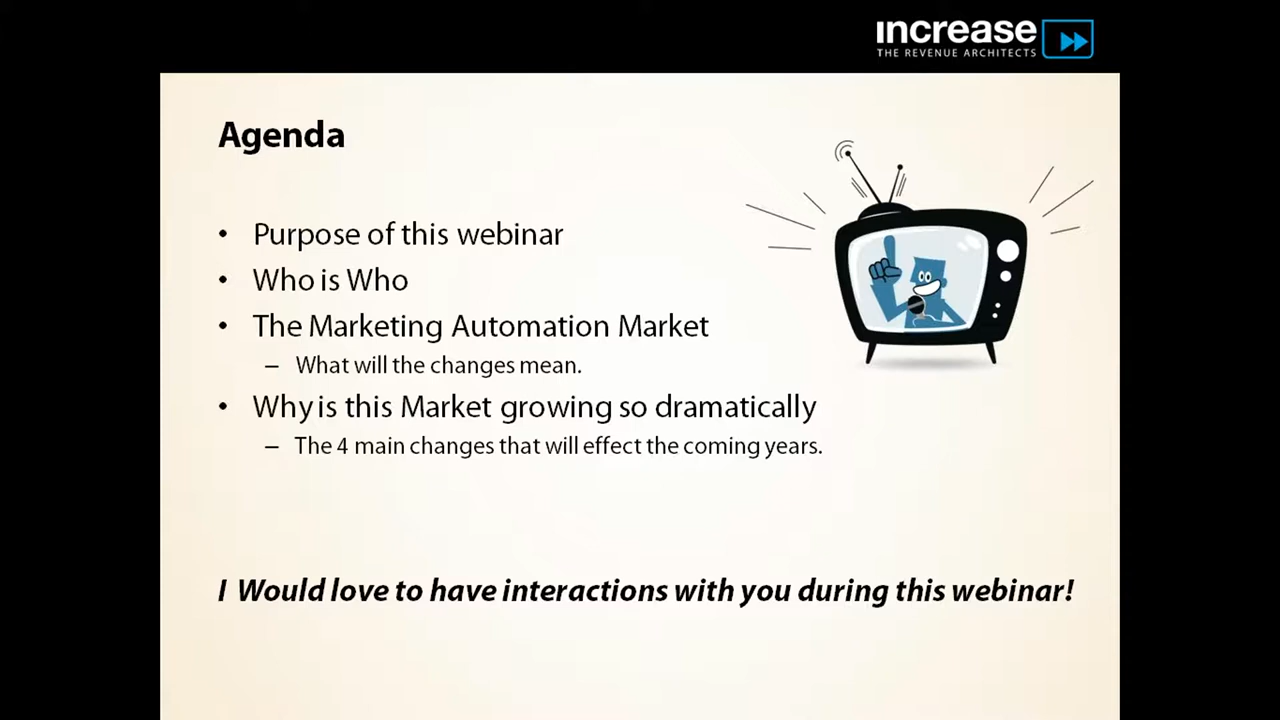 increase
THE REVENUE ARCHITECTS
Agenda
• Purpose of this webinar
• Who is Who
• The Marketing Automation Market
– What will the changes mean.
• Why is this Market growing so dramatically
– The 4 main changes that will effect the coming years.
I Would love to have interactions with you during this webinar!